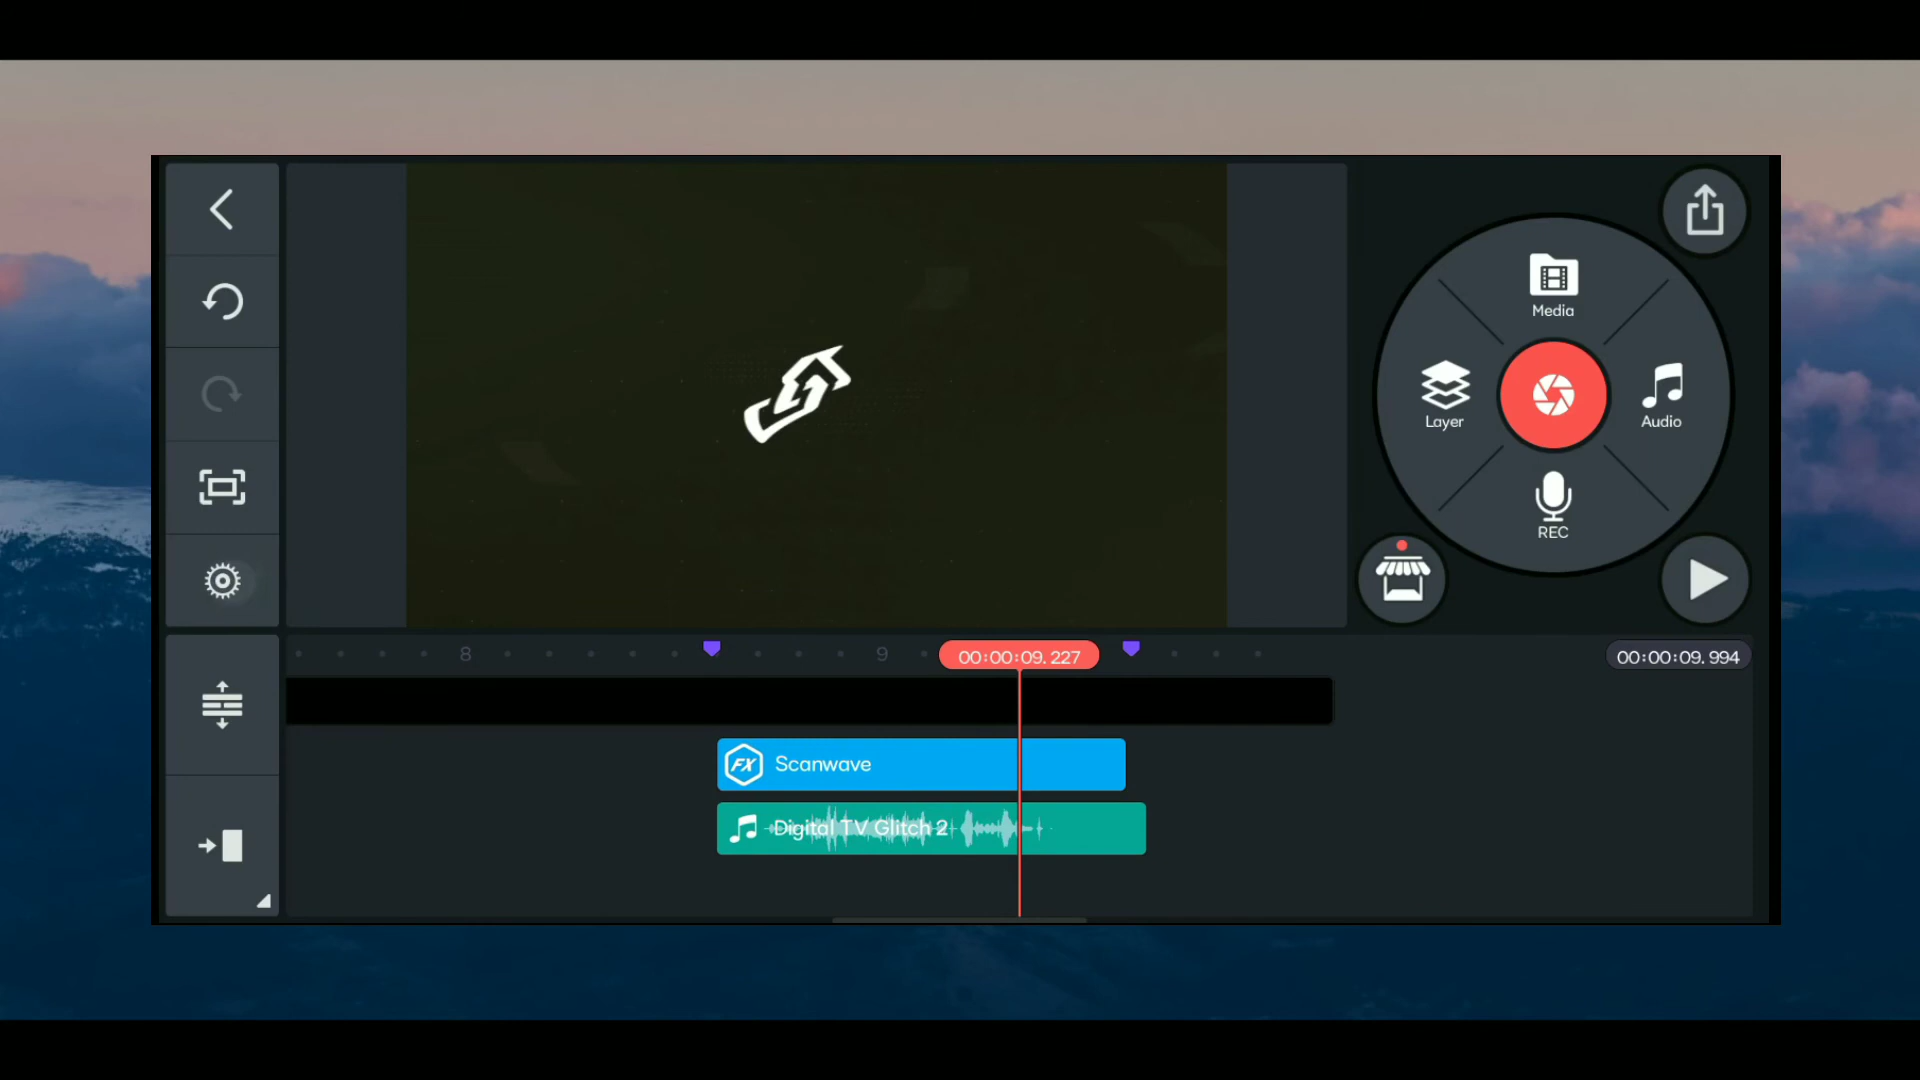 Media
Layer
Audio
REC
8
9
00:00:09.227
00:00:09.994
FX Scanwave
Digital TV Glitch 2